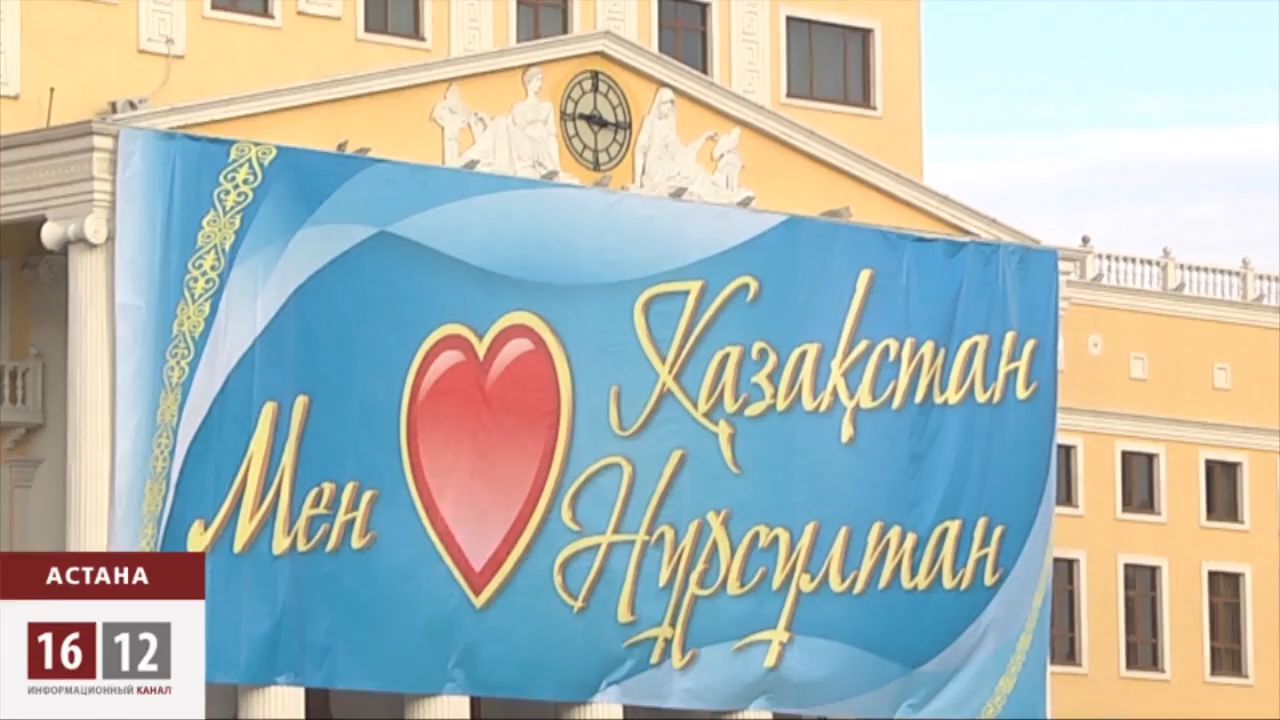 Мен
Қазақстан
Нұрсұлтан
АСТАНА
16 12
ИНФОРМАЦИОННЫЙ КАНАЛ